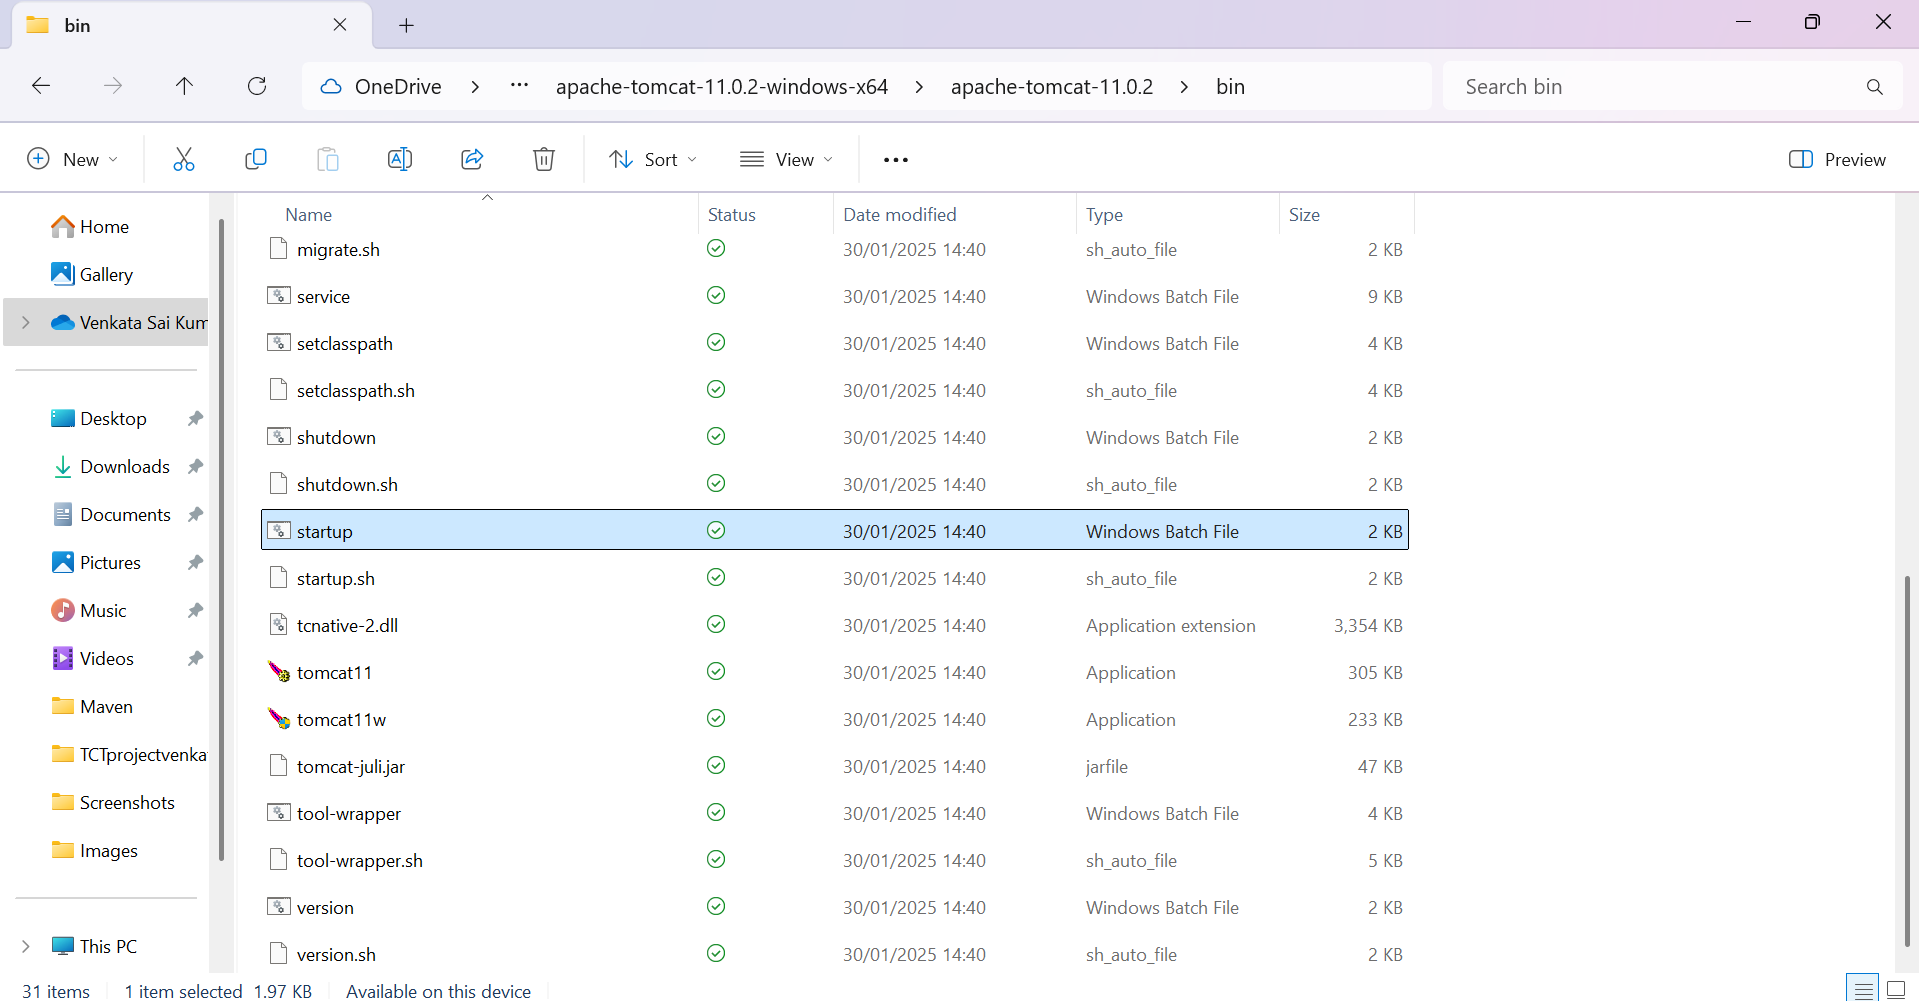 bin
OneDrive > ... apache-tomcat-11.0.2-windows-x64 > apache-tomcat-11.0.2 > bin
Search bin
New Sort View ... Preview
Home
Gallery
Venkata Sai Kum
Desktop
Downloads
Documents
Pictures
Music
Videos
Maven
TCTprojectvenka
Screenshots
Images
This PC
Name Status Date modified Type Size
migrate.sh 30/01/2025 14:40 sh_auto_file 2 KB
service 30/01/2025 14:40 Windows Batch File 9 KB
setclasspath 30/01/2025 14:40 Windows Batch File 4 KB
setclasspath.sh 30/01/2025 14:40 sh_auto_file 4 KB
shutdown 30/01/2025 14:40 Windows Batch File 2 KB
shutdown.sh 30/01/2025 14:40 sh_auto_file 2 KB
startup 30/01/2025 14:40 Windows Batch File 2 KB
startup.sh 30/01/2025 14:40 sh_auto_file 2 KB
tcnative-2.dll 30/01/2025 14:40 Application extension 3,354 KB
tomcat11 30/01/2025 14:40 Application 305 KB
tomcat11w 30/01/2025 14:40 Application 233 KB
tomcat-juli.jar 30/01/2025 14:40 jarfile 47 KB
tool-wrapper 30/01/2025 14:40 Windows Batch File 4 KB
tool-wrapper.sh 30/01/2025 14:40 sh_auto_file 5 KB
version 30/01/2025 14:40 Windows Batch File 2 KB
version.sh 30/01/2025 14:40 sh_auto_file 2 KB
31 items 1 item selected 1.97 KB Available on this device